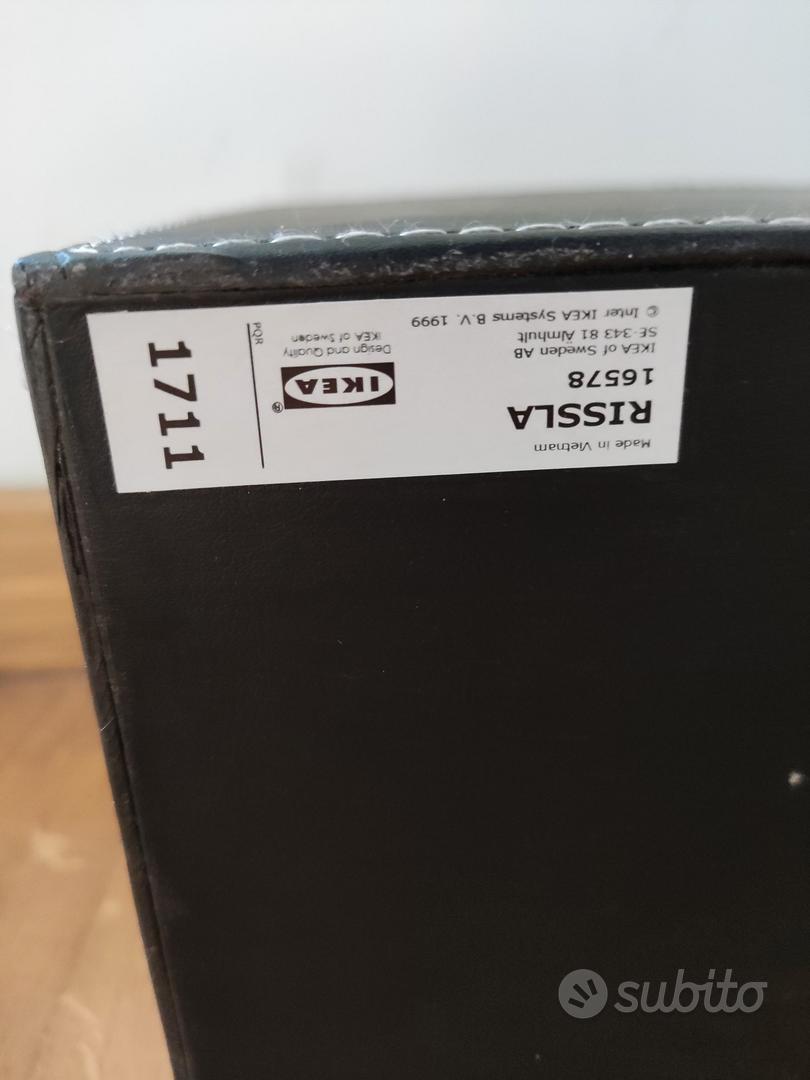 Made in Vietnam
RISSLA
16578
IKEA of Sweden AB
SE-343 81 Älmhult
© Inter IKEA Systems B.V. 1999
IKEA®
Design and Quality
IKEA of Sweden
PQR
1711
subito